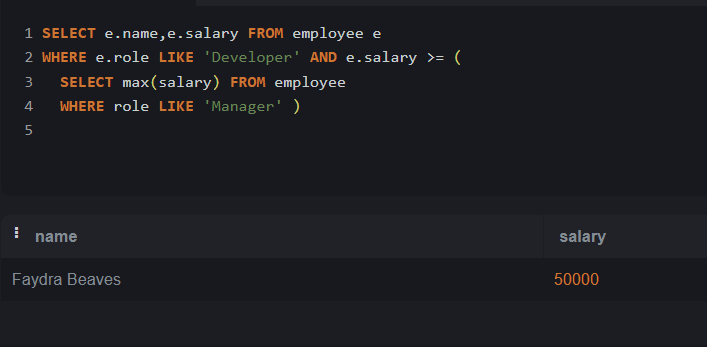 1 SELECT e.name,e.salary FROM employee e
2 WHERE e.role LIKE 'Developer' AND e.salary >= (
3   SELECT max(salary) FROM employee
4   WHERE role LIKE 'Manager' )
5
name salary
Faydra Beaves 50000